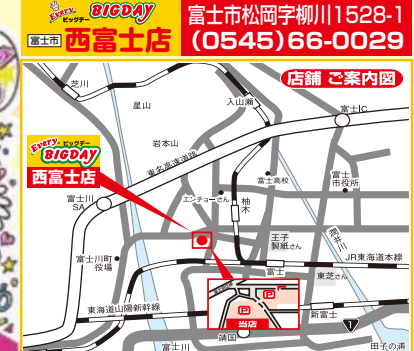 Every ビッグデー BIGDAY
富士市 西富士店
富士市松岡字柳川1528-1
(0545)66-0029
店舗 ご案内図
芝川
星山
入山瀬
富士IC
岩本山
東名高速道路
Every ビッグデー
BIGDAY
西富士店
富士川
SA
エンチョーさん
柚木
富士高校
富士
市役所
潤井川
王子
製紙さん
JR東海道本線
富士川町
役場
富士
東芝さん
東海道山陽新幹線
P
P
当店
新富士
1
靖国
富士川
田子の浦